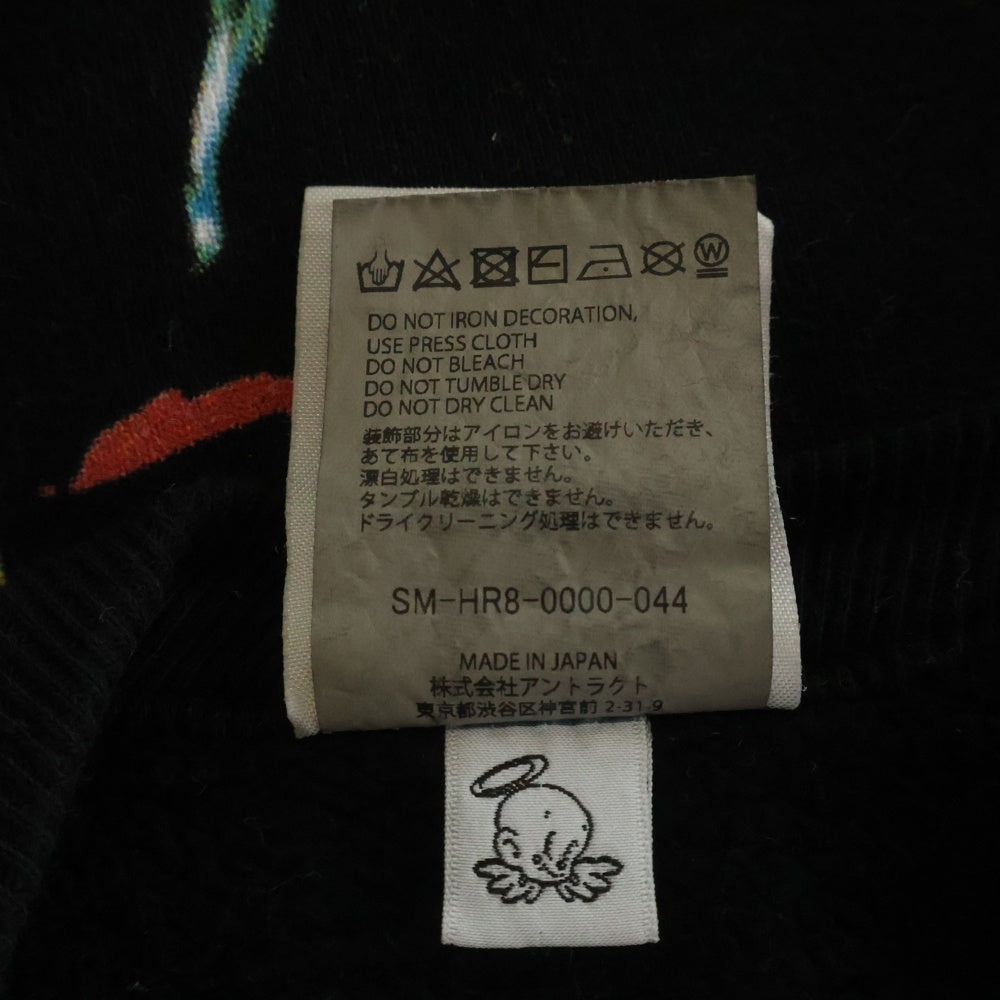 W
DO NOT IRON DECORATION,
USE PRESS CLOTH
DO NOT BLEACH
DO NOT TUMBLE DRY
DO NOT DRY CLEAN
装飾部分はアイロンをお避けいただき、
あて布を使用して下さい。
漂白処理はできません。
タンブル乾燥はできません。
ドライクリーニング処理はできません。
SM-HR8-0000-044
MADE IN JAPAN
株式会社アントラクト
東京都渋谷区神宮前 2-31-9